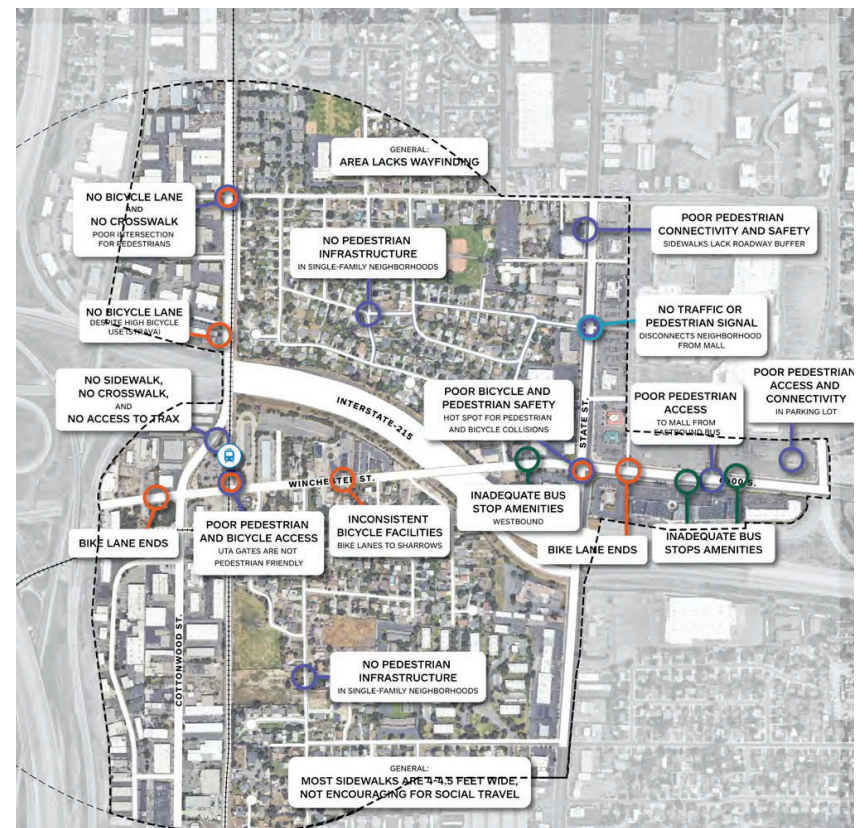 GENERAL:
AREA LACKS WAYFINDING
NO BICYCLE LANE
AND
NO CROSSWALK
POOR INTERSECTION
FOR PEDESTRIANS
NO PEDESTRIAN
INFRASTRUCTURE
IN SINGLE-FAMILY NEIGHBORHOODS
POOR PEDESTRIAN
CONNECTIVITY AND SAFETY
SIDEWALKS LACK ROADWAY BUFFER
NO BICYCLE LANE
DESPITE HIGH BICYCLE
USE (STRAVA)
NO TRAFFIC OR
PEDESTRIAN SIGNAL
DISCONNECTS NEIGHBORHOOD
FROM MALL
NO SIDEWALK,
NO CROSSWALK,
AND
NO ACCESS TO TRAX
INTERSTATE-215
POOR BICYCLE AND
PEDESTRIAN SAFETY
HOT SPOT FOR PEDESTRIAN
AND BICYCLE COLLISIONS
STATE ST.
POOR PEDESTRIAN
ACCESS
TO MALL FROM
EASTBOUND BUS
POOR PEDESTRIAN
ACCESS AND
CONNECTIVITY
IN PARKING LOT
WINCHESTER ST.
6400 S.
BIKE LANE ENDS
POOR PEDESTRIAN
AND BICYCLE ACCESS
UTA GATES ARE NOT
PEDESTRIAN FRIENDLY
INCONSISTENT
BICYCLE FACILITIES
BIKE LANES TO SHARROWS
INADEQUATE BUS
STOP AMENITIES
WESTBOUND
BIKE LANE ENDS
INADEQUATE BUS
STOPS AMENITIES
COTTONWOOD ST.
NO PEDESTRIAN
INFRASTRUCTURE
IN SINGLE-FAMILY NEIGHBORHOODS
GENERAL:
MOST SIDEWALKS ARE 4-4.5 FEET WIDE,
NOT ENCOURAGING FOR SOCIAL TRAVEL